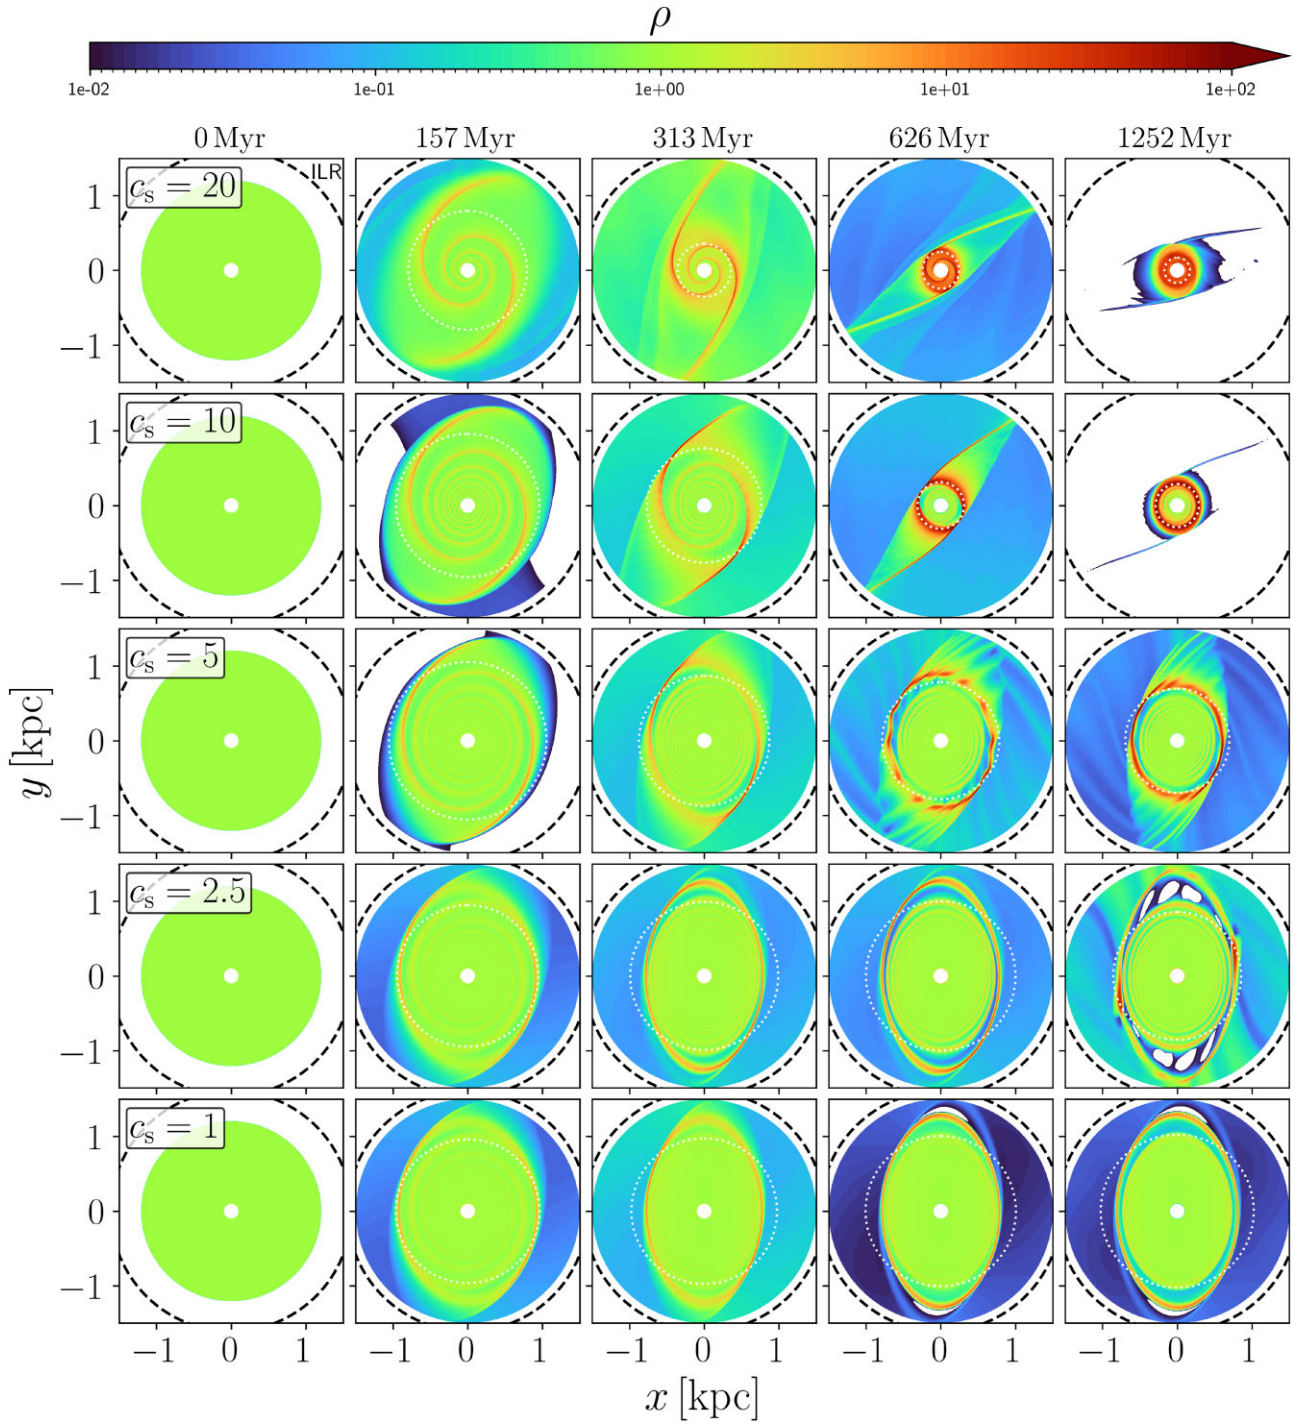 ρ
1e-02 1e-01 1e+00 1e+01 1e+02
0 Myr 157 Myr 313 Myr 626 Myr 1252 Myr
ILR
c_s = 20
1
0
−1
c_s = 10
1
0
−1
c_s = 5
1
0
−1
c_s = 2.5
1
0
−1
c_s = 1
1
0
−1
y [kpc]
−1 0 1 −1 0 1 −1 0 1 −1 0 1 −1 0 1
x [kpc]